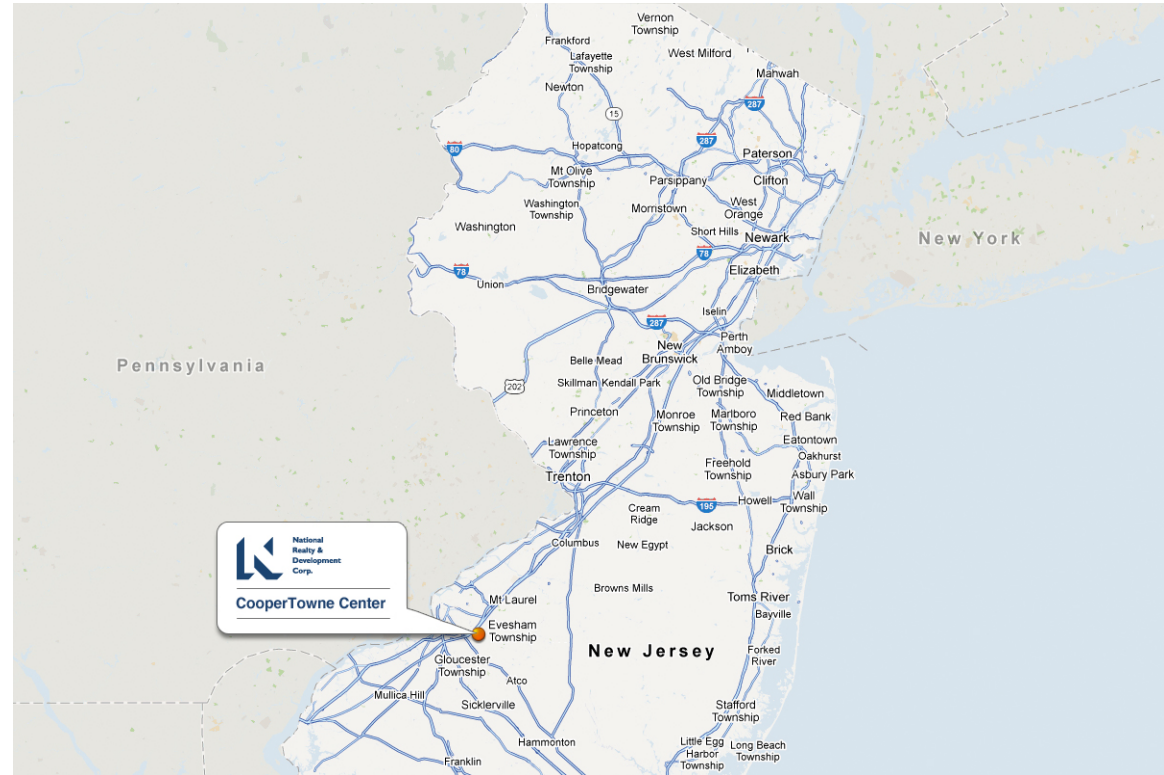 Vernon
Township
Frankford
West Milford
Lafayette
Township
Mahwah
Newton
287
15
287
80
Hopatcong
Paterson
Mt Olive
Township
Parsippany
Clifton
Washington
Township
Morristown
West
Orange
Washington
Short Hills
Newark
New York
78
78
Elizabeth
Union
Bridgewater
Iselin
287
Perth
Amboy
New
Brunswick
Pennsylvania
Belle Mead
202
Skillman
Kendall Park
Old Bridge
Township
Middletown
Princeton
Monroe
Township
Marlboro
Township
Red Bank
Lawrence
Township
Eatontown
Oakhurst
Freehold
Township
Asbury Park
Trenton
195
Howell
Wall
Township
Cream
Ridge
Jackson
National
Realty &
Development
Corp.
CooperTowne Center
Columbus
New Egypt
Brick
Browns Mills
Mt Laurel
Toms River
Bayville
Evesham
Township
New Jersey
Forked
River
Gloucester
Township
Atco
Mullica Hill
Sicklerville
Stafford
Township
Hammonton
Little Egg
Harbor
Township
Long Beach
Township
Franklin